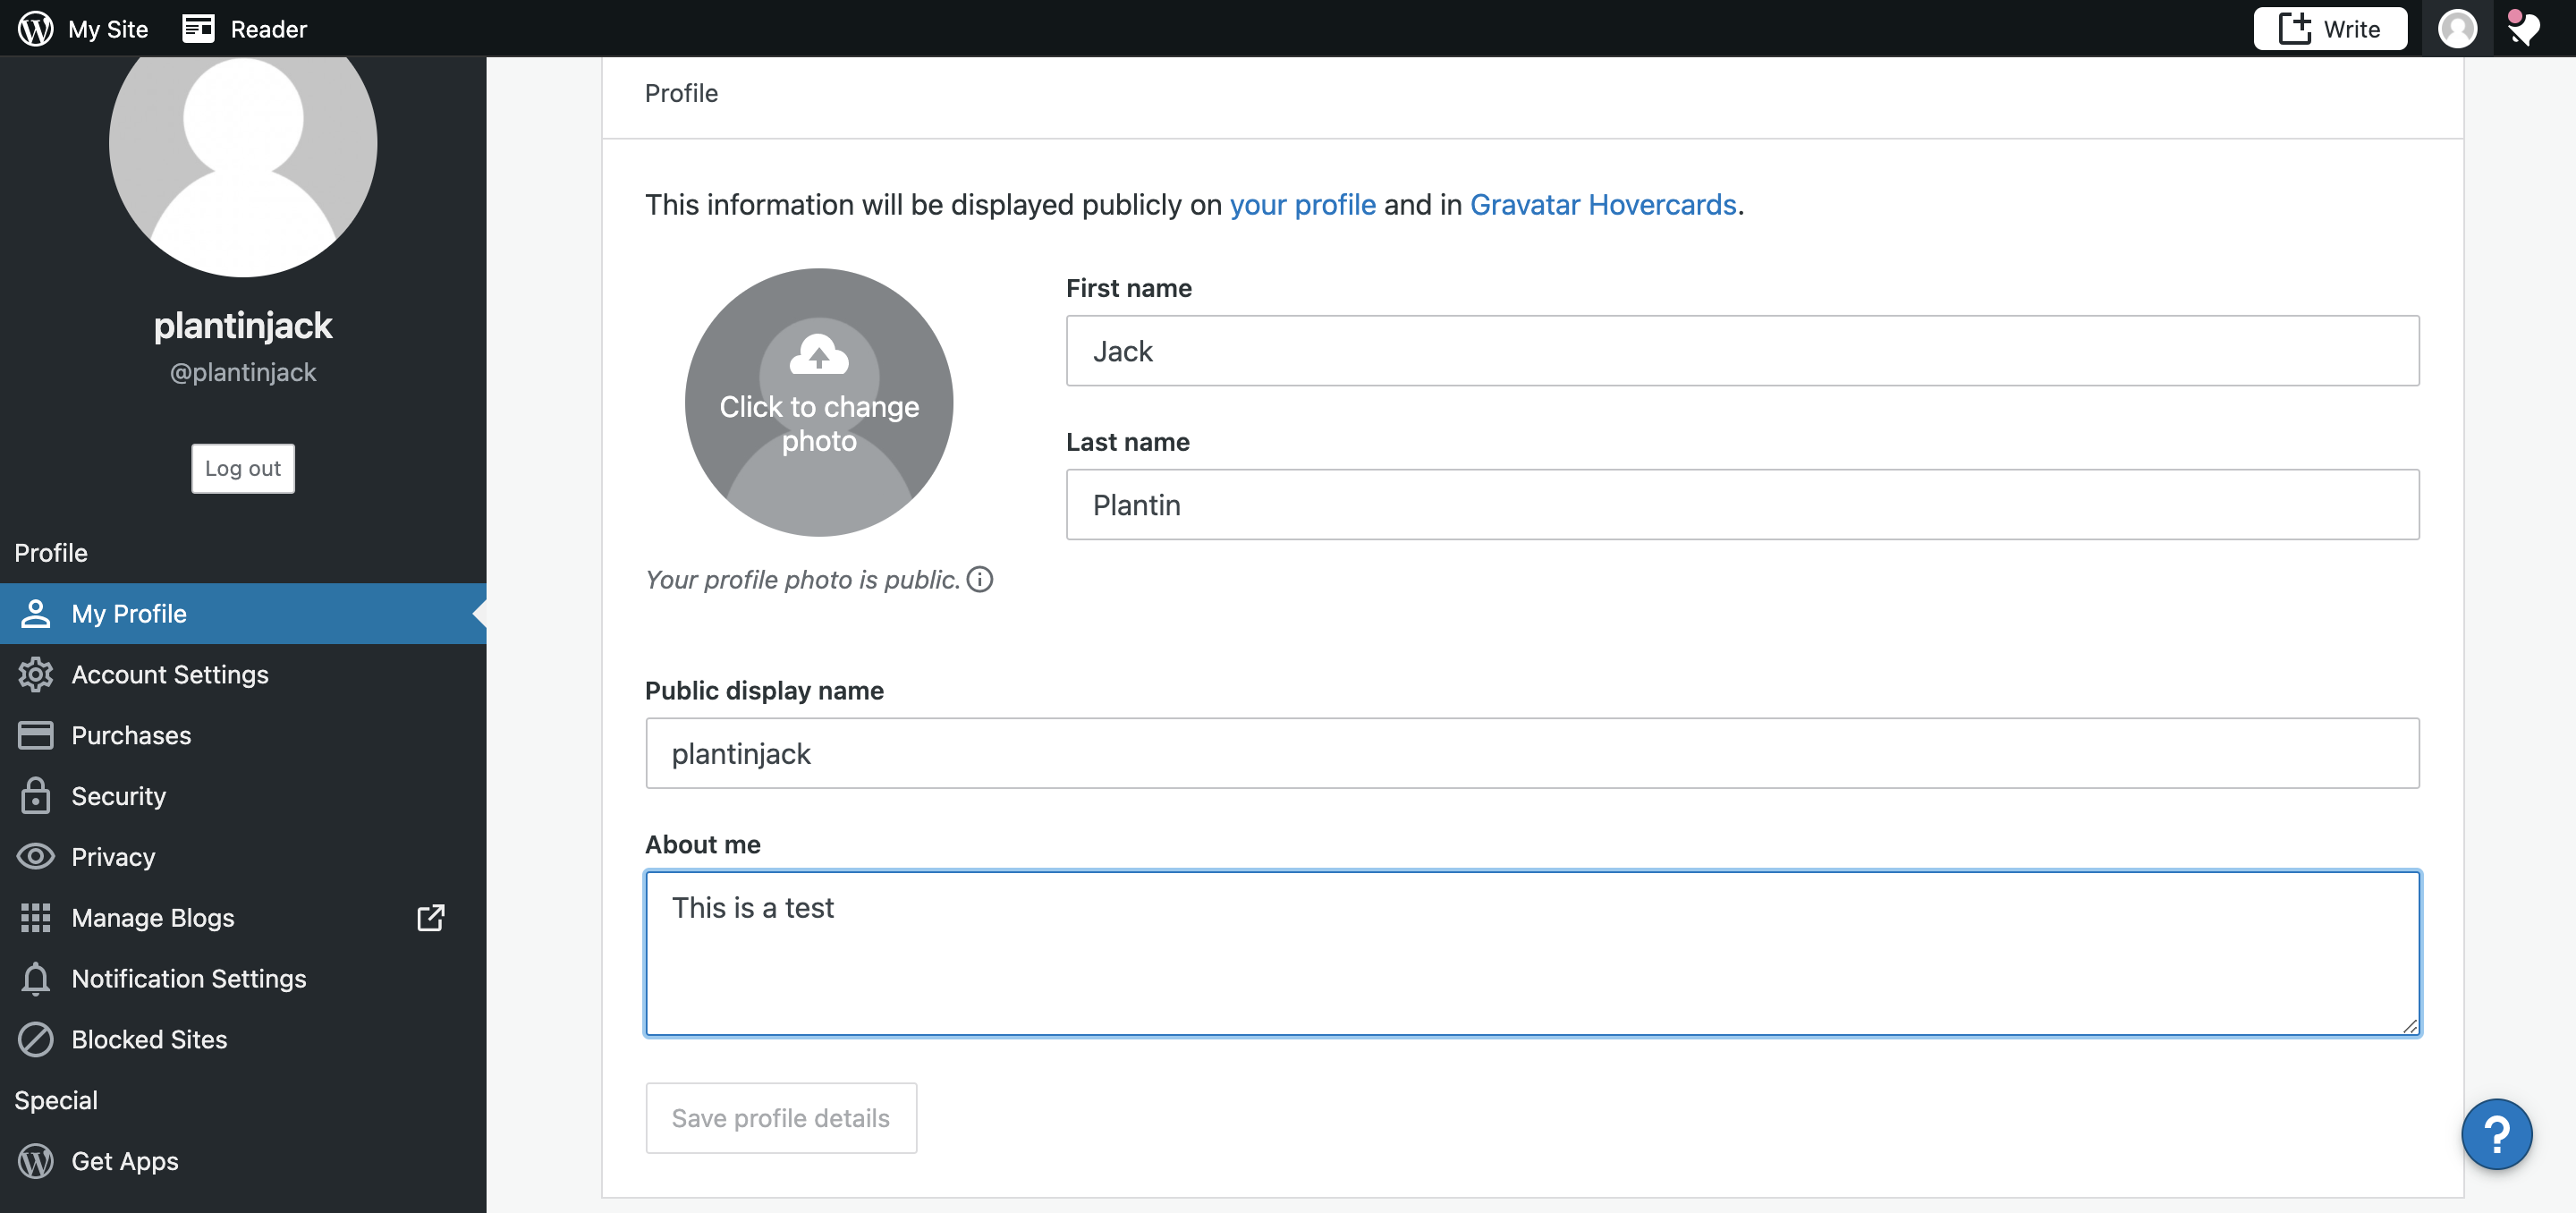 My Site
Reader
Write
plantinjack
@plantinjack
Log out
Profile
My Profile
Account Settings
Purchases
Security
Privacy
Manage Blogs
Notification Settings
Blocked Sites
Special
Get Apps
Profile
This information will be displayed publicly on your profile and in Gravatar Hovercards.
Click to change
photo
Your profile photo is public.
First name
Jack
Last name
Plantin
Public display name
plantinjack
About me
This is a test
Save profile details
?